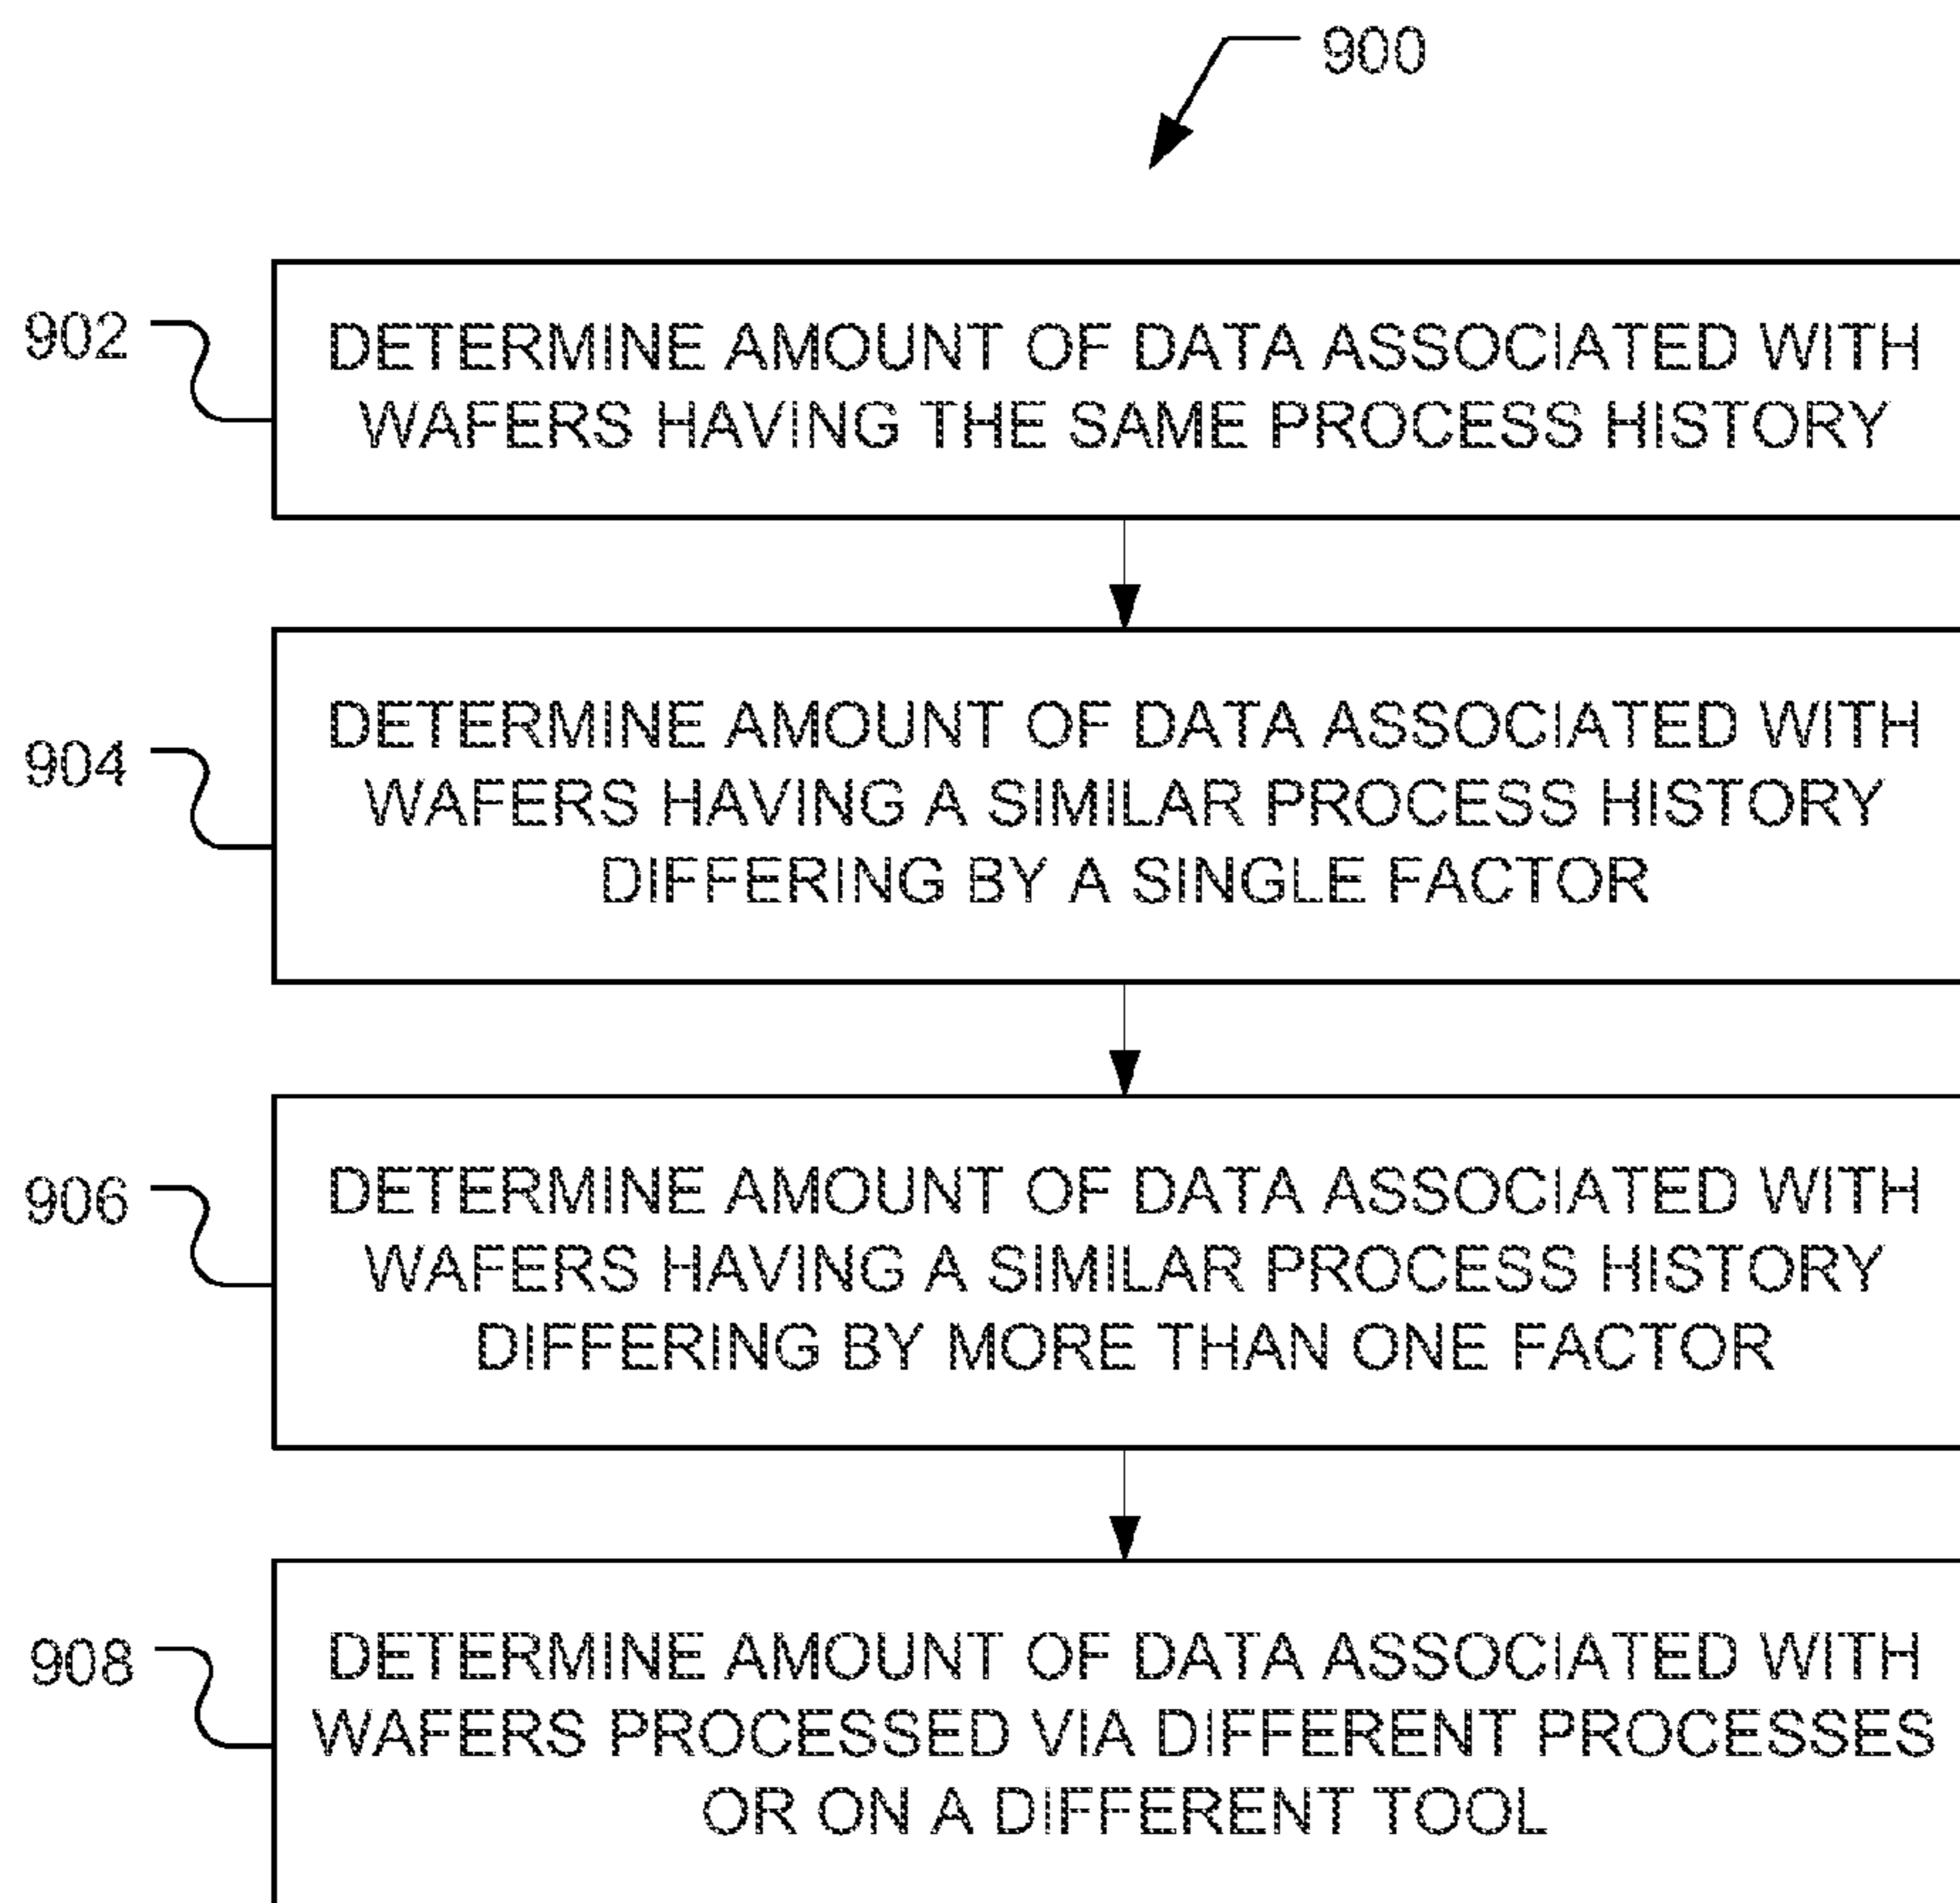 900
902
DETERMINE AMOUNT OF DATA ASSOCIATED WITH
WAFERS HAVING THE SAME PROCESS HISTORY
904
DETERMINE AMOUNT OF DATA ASSOCIATED WITH
WAFERS HAVING A SIMILAR PROCESS HISTORY
DIFFERING BY A SINGLE FACTOR
906
DETERMINE AMOUNT OF DATA ASSOCIATED WITH
WAFERS HAVING A SIMILAR PROCESS HISTORY
DIFFERING BY MORE THAN ONE FACTOR
908
DETERMINE AMOUNT OF DATA ASSOCIATED WITH
WAFERS PROCESSED VIA DIFFERENT PROCESSES
OR ON A DIFFERENT TOOL